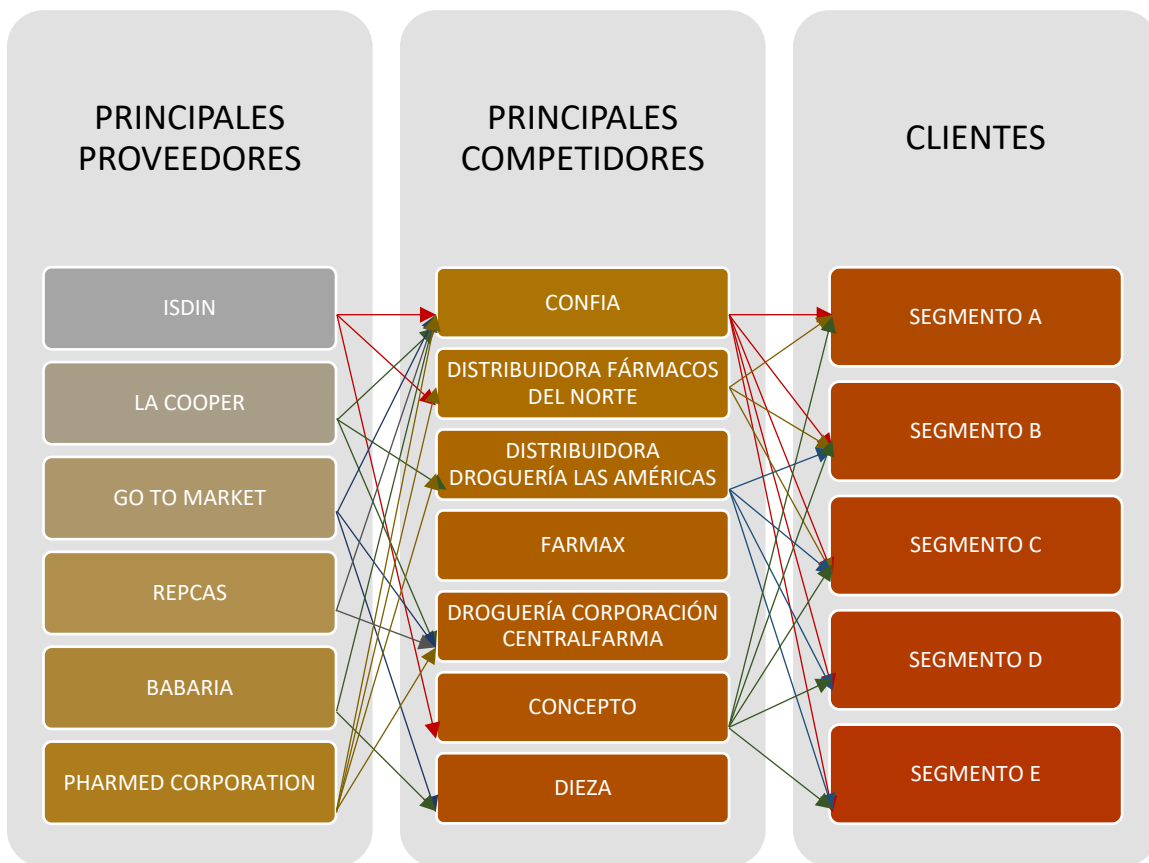 PRINCIPALES
PROVEEDORES
ISDIN
LA COOPER
GO TO MARKET
REPCAS
BABARIA
PHARMED CORPORATION
PRINCIPALES
COMPETIDORES
CONFIA
DISTRIBUIDORA FÁRMACOS
DEL NORTE
DISTRIBUIDORA
DROGUERÍA LAS AMÉRICAS
FARMAX
DROGUERÍA CORPORACIÓN
CENTRALFARMA
CONCEPTO
DIEZA
CLIENTES
SEGMENTO A
SEGMENTO B
SEGMENTO C
SEGMENTO D
SEGMENTO E